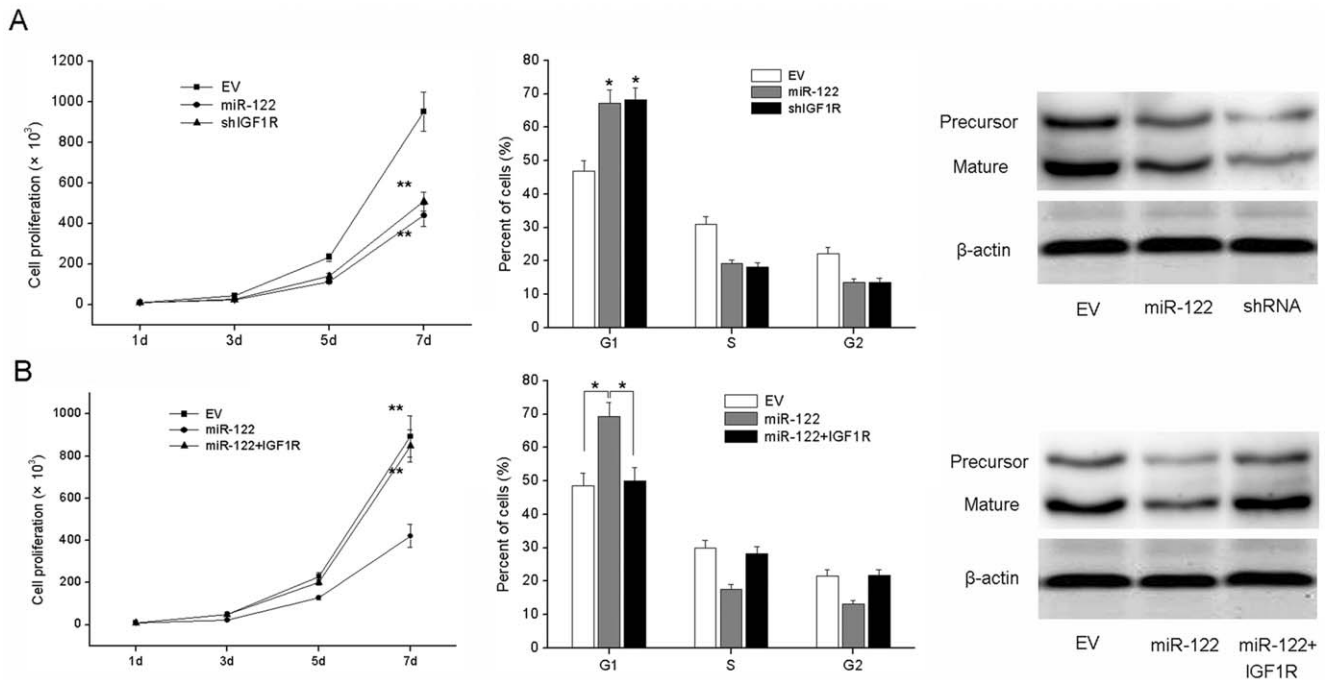 A
Cell proliferation (× 10³)
1200
1000
800
600
400
200
0
EV
miR-122
shIGF1R
**
**
1d
3d
5d
7d
Percent of cells (%)
80
70
60
50
40
30
20
10
0
* *
EV
miR-122
shIGF1R
G1
S
G2
Precursor
Mature
β-actin
EV
miR-122
shRNA
B
Cell proliferation (× 10³)
1000
800
600
400
200
0
EV
miR-122
miR-122+IGF1R
**
**
1d
3d
5d
7d
Percent of cells (%)
80
70
60
50
40
30
20
10
0
* *
EV
miR-122
miR-122+IGF1R
G1
S
G2
Precursor
Mature
β-actin
EV
miR-122
miR-122+
IGF1R